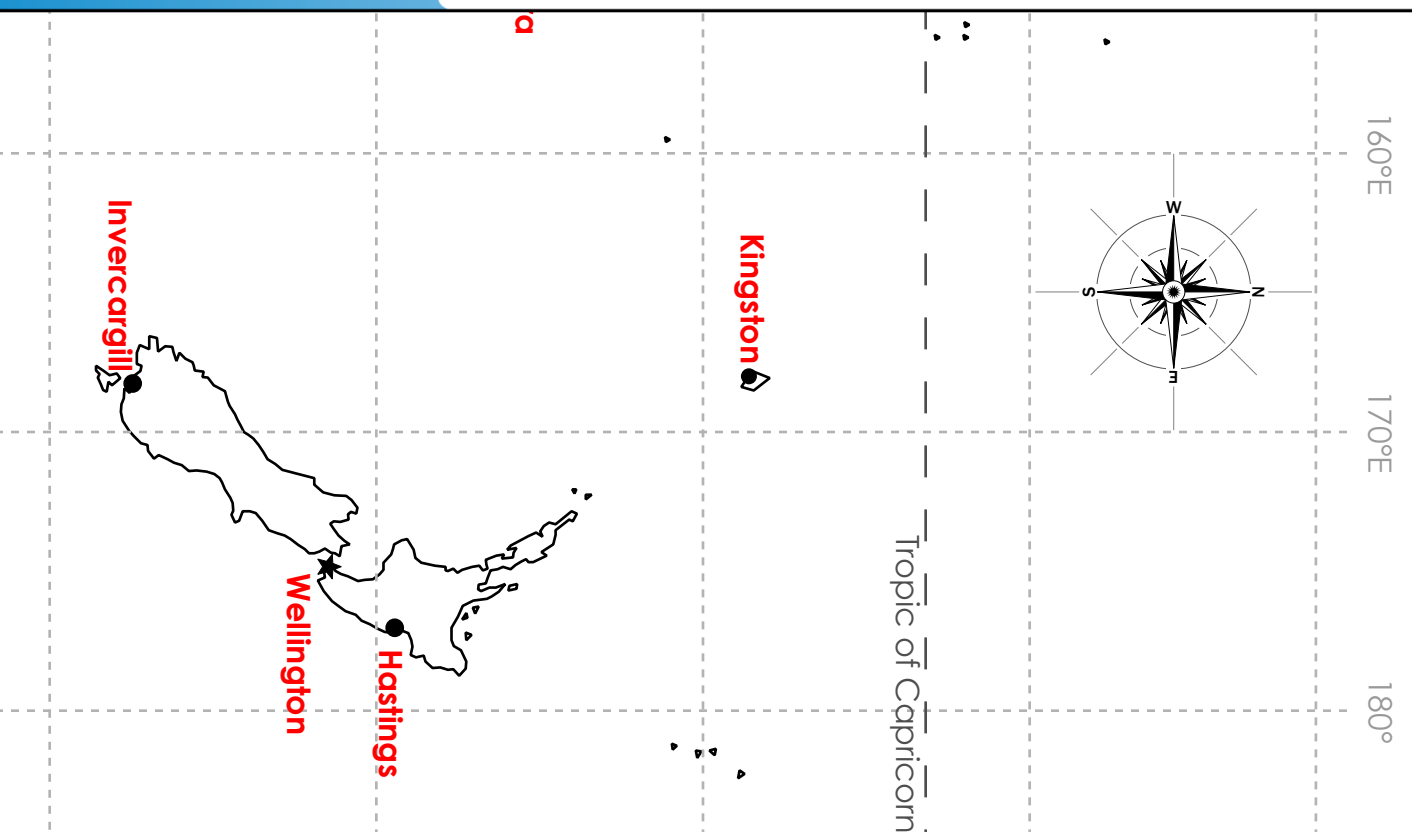 a
160°E
Invercargill
Kingston
W
S
N
E
170°E
Tropic of Capricorn
Wellington
Hastings
180°